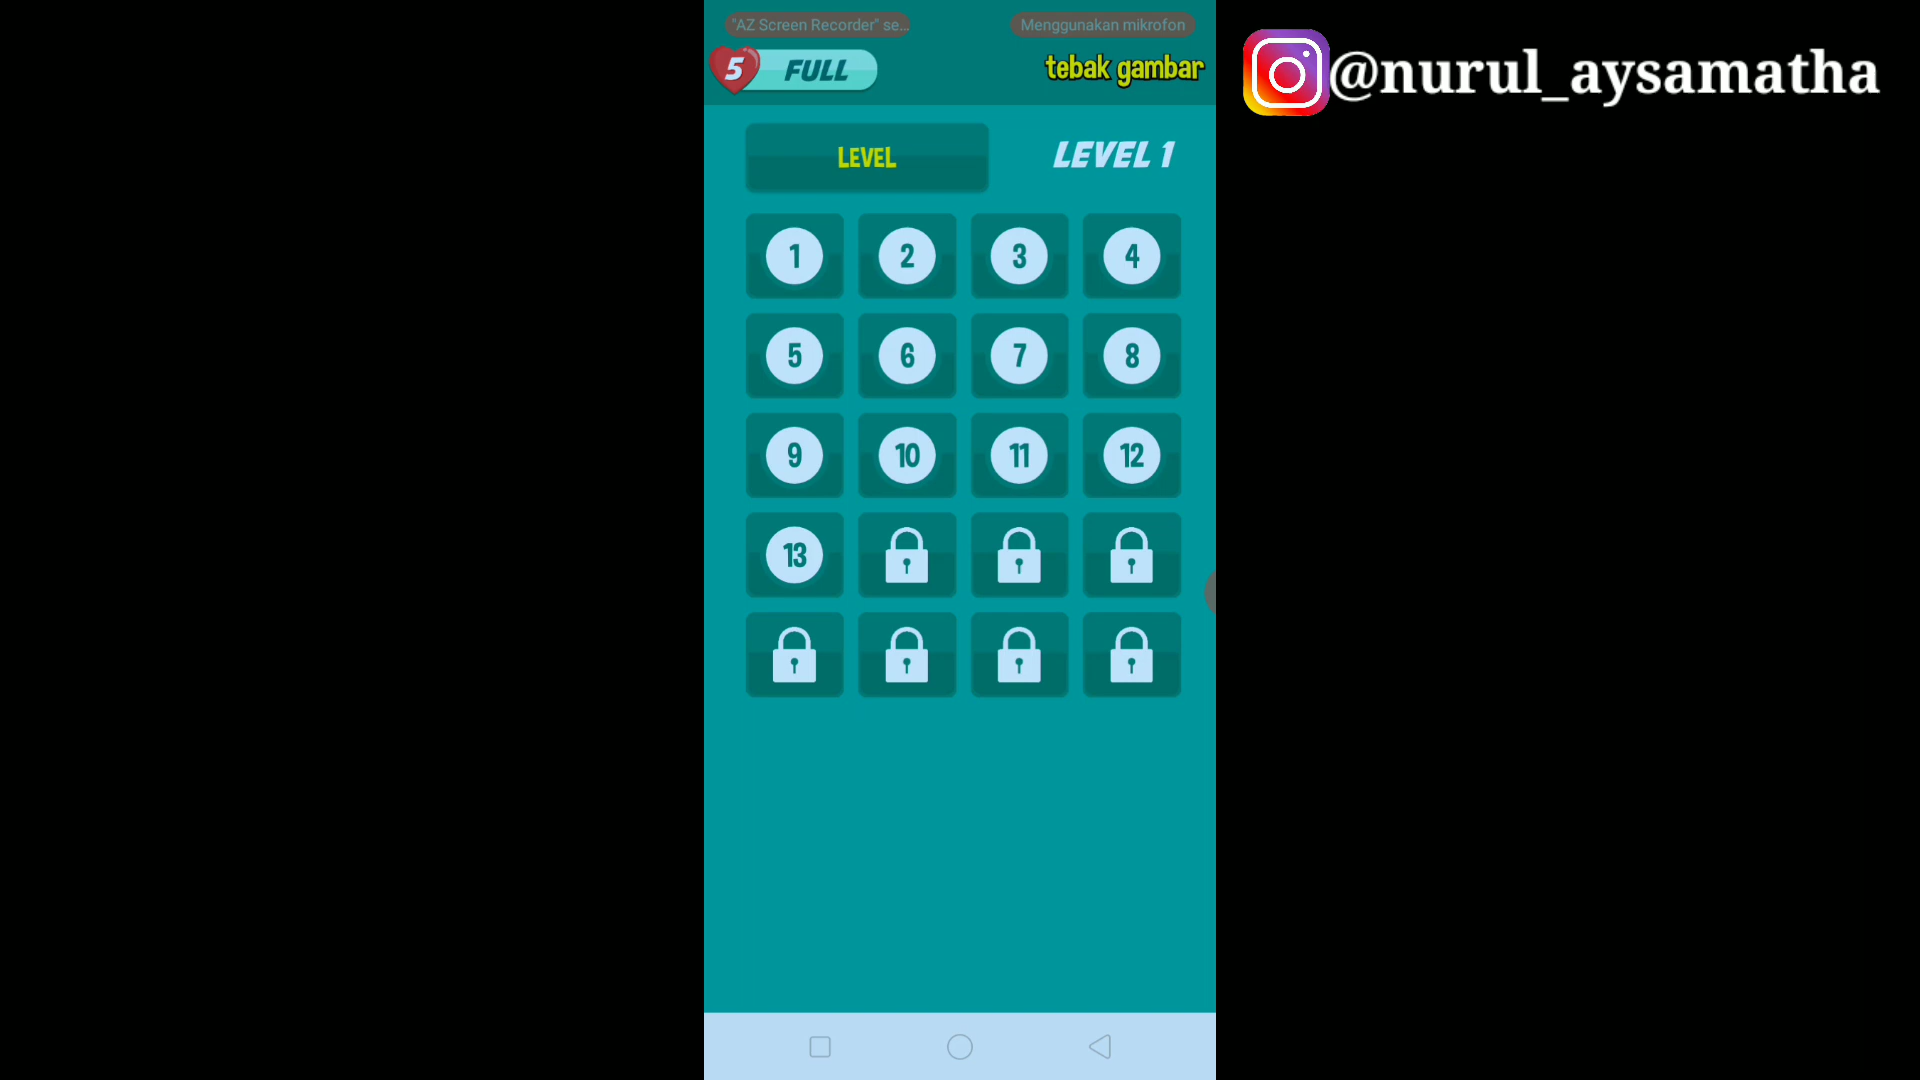 "AZ Screen Recorder" se... Menggunakan mikrofon
5 FULL tebak gambar @nurul_aysamatha
LEVEL LEVEL 1
1 2 3 4
5 6 7 8
9 10 11 12
13